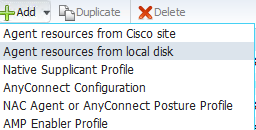 Add Duplicate Delete
Agent resources from Cisco site
Agent resources from local disk
Native Supplicant Profile
AnyConnect Configuration
NAC Agent or AnyConnect Posture Profile
AMP Enabler Profile